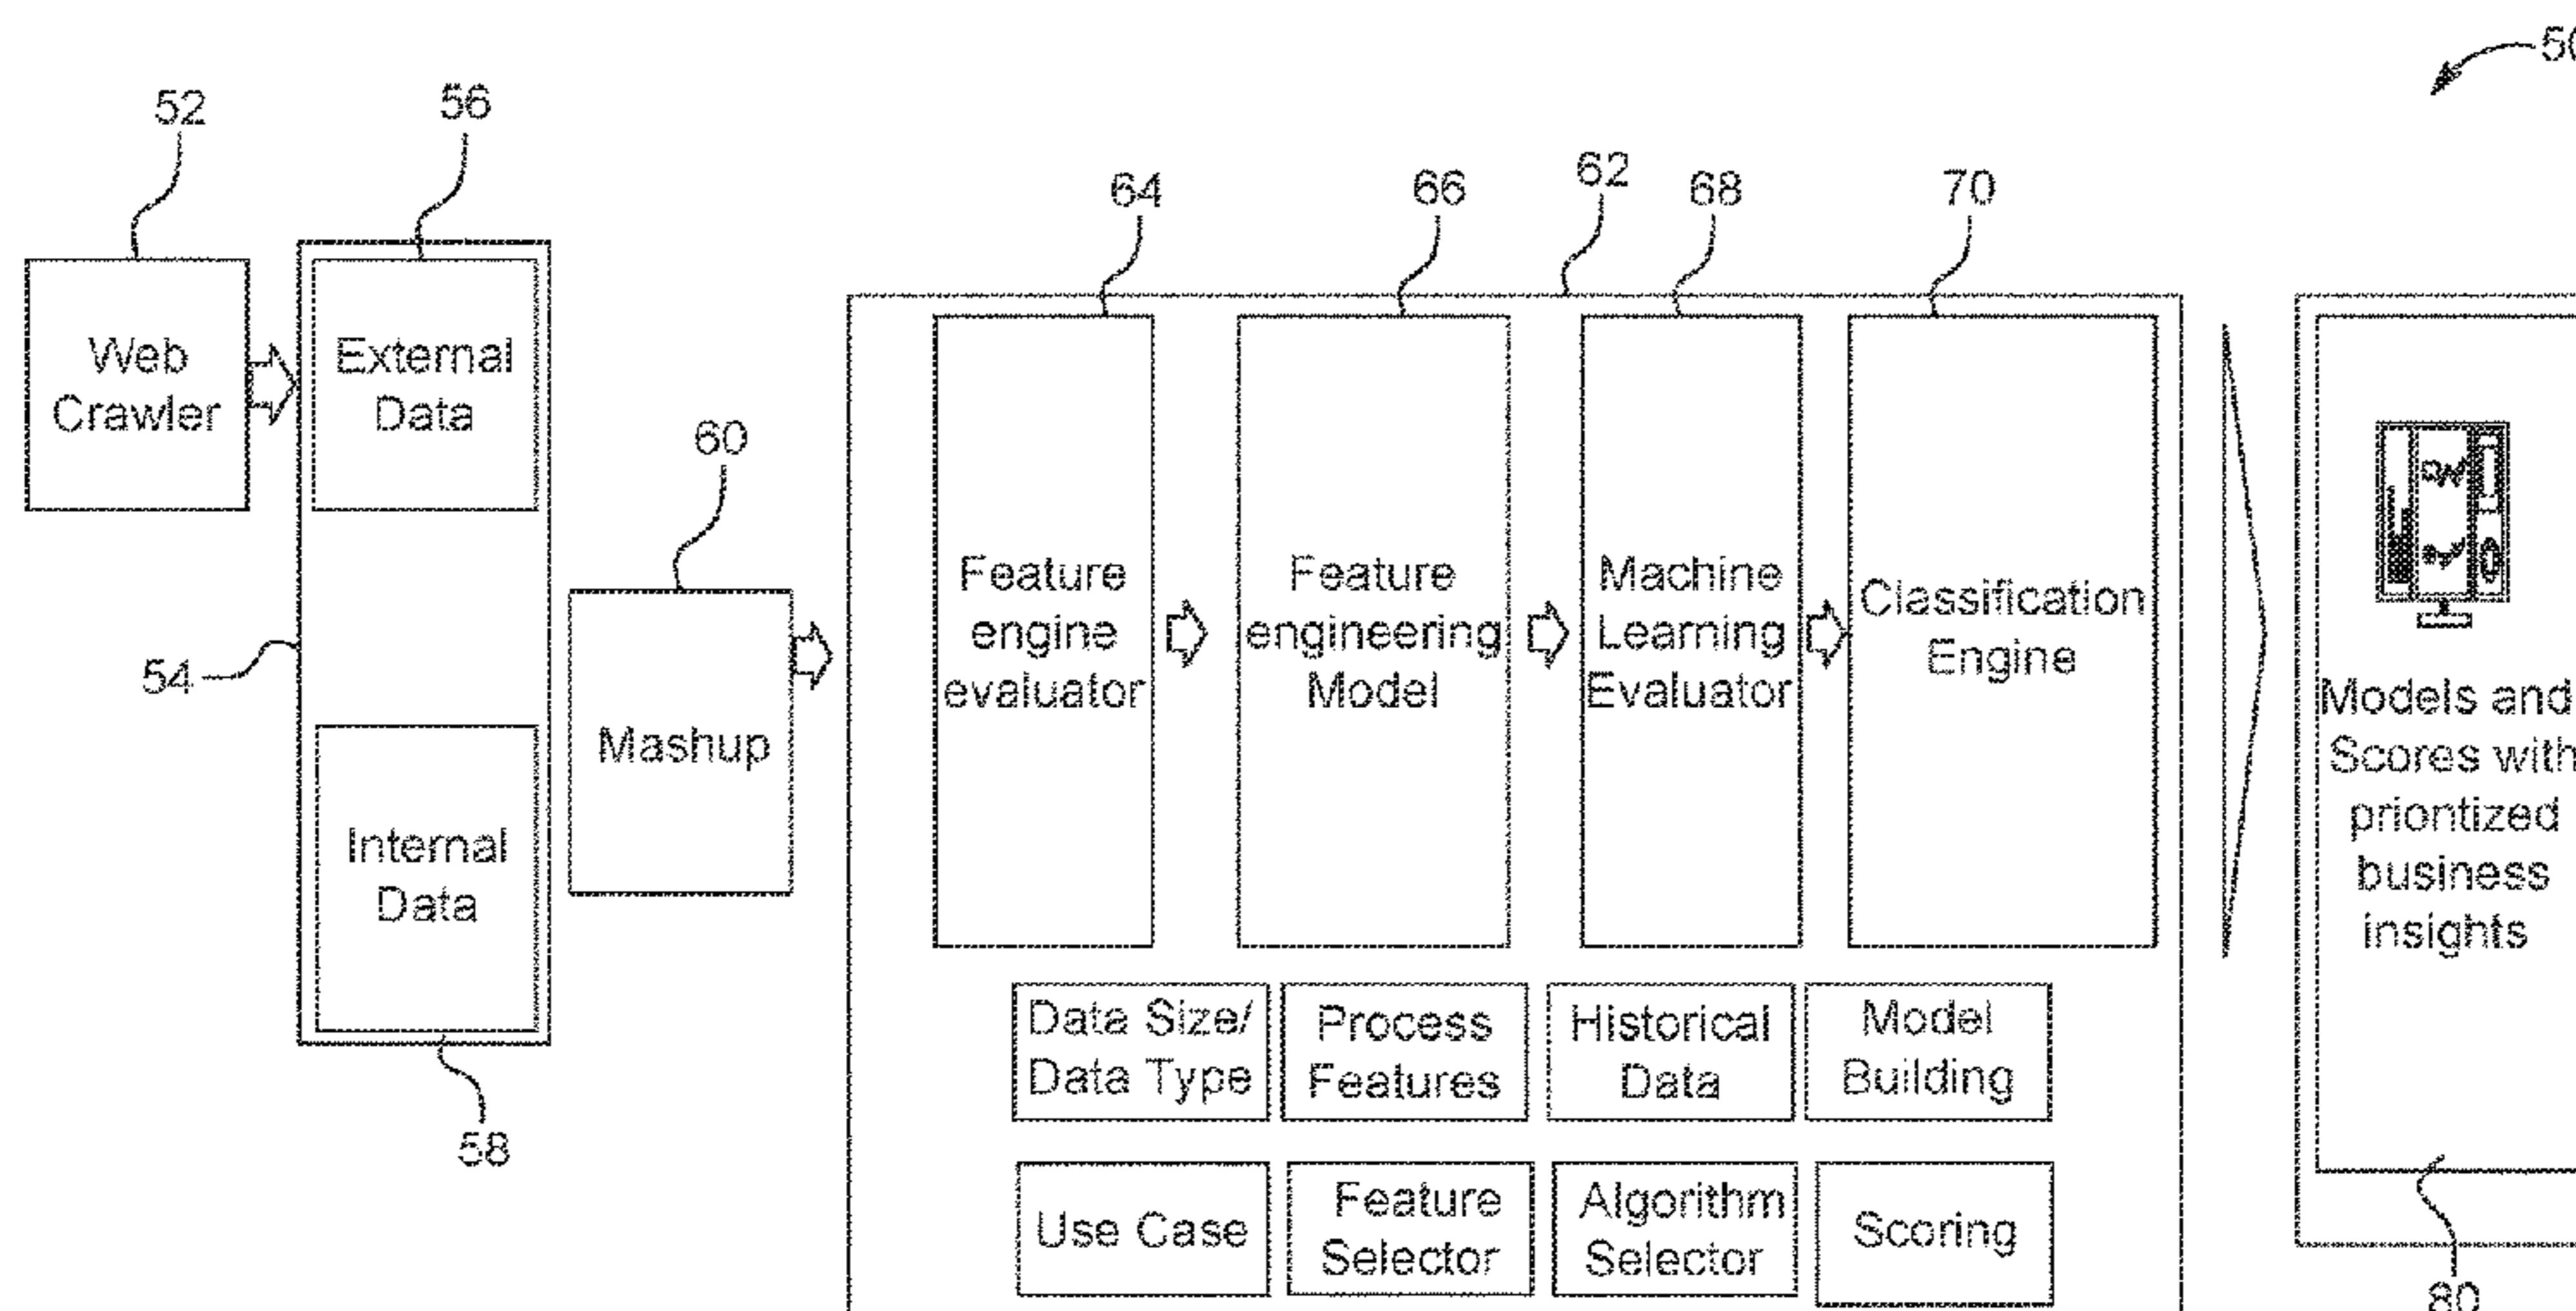 50
52
56
62
64
66
68
70
Web
Crawler
External
Data
60
54
Mashup
Internal
Data
58
Feature
engine
evaluator
Feature
engineering
Model
Machine
Learning
Evaluator
Classification
Engine
Models and
Scores with
prioritized
business
insights
Data Size/
Data Type
Process
Features
Historical
Data
Model
Building
Use Case
Feature
Selector
Algorithm
Selector
Scoring
80